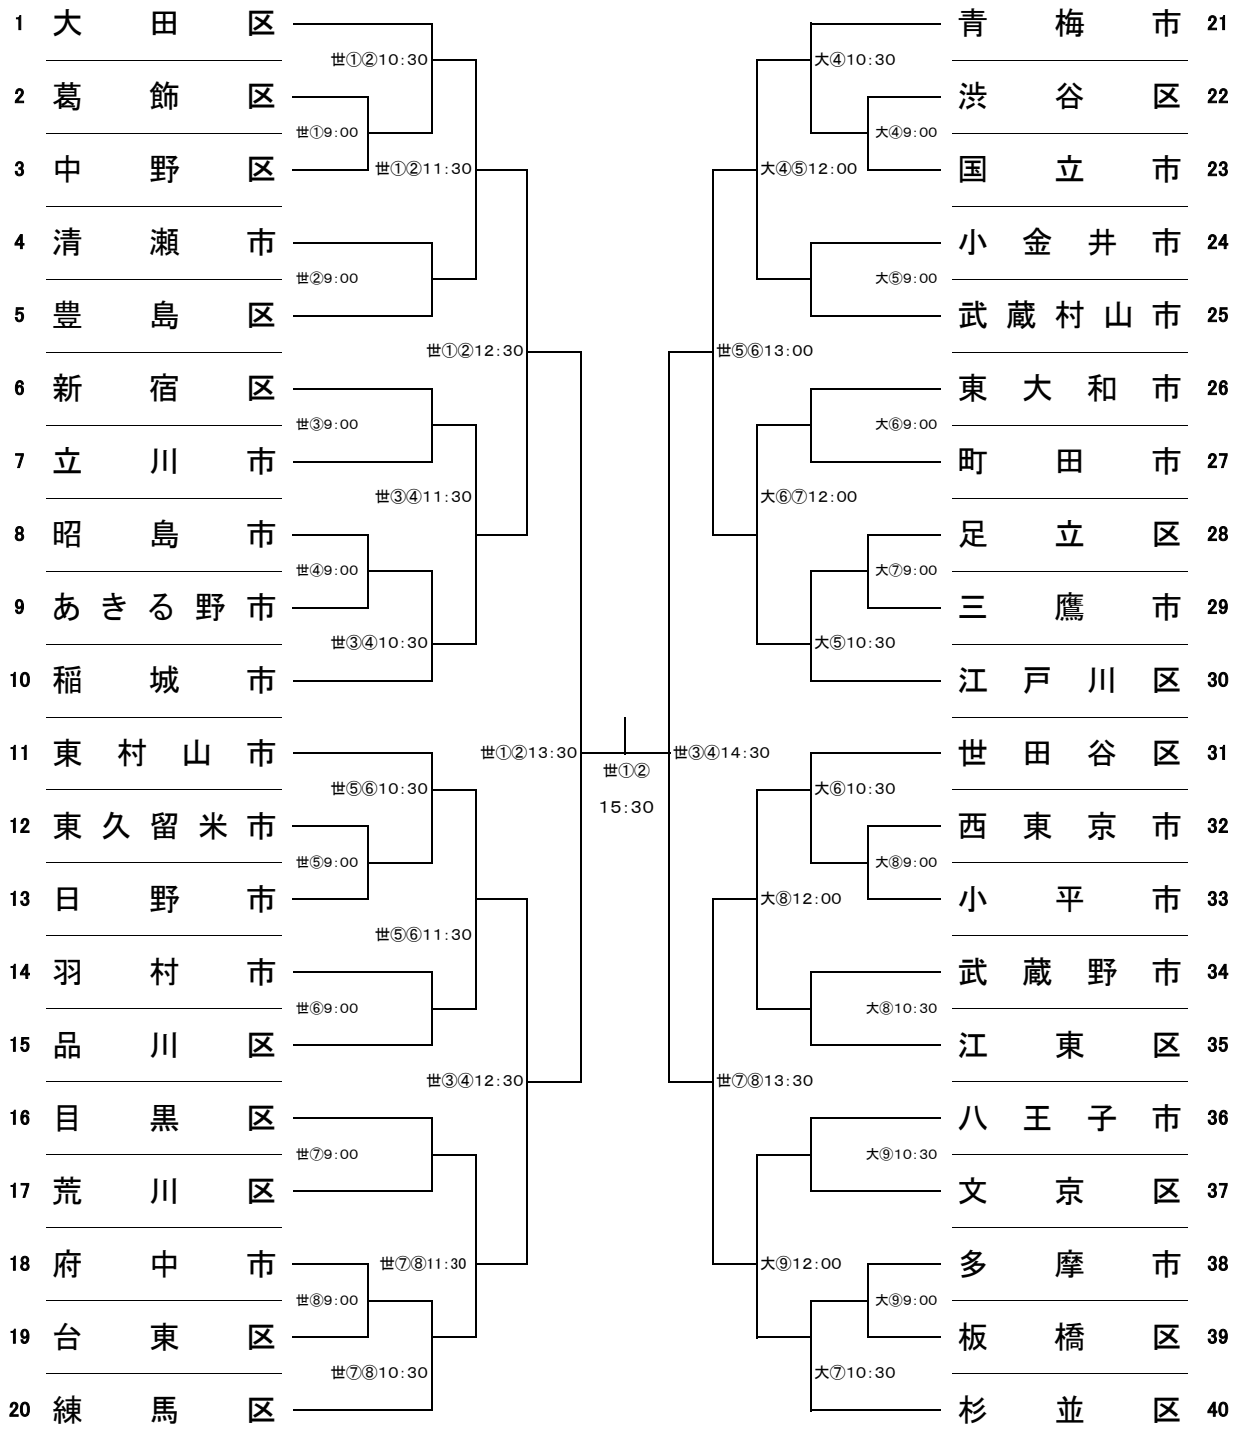 1 大田区
世①②10:30
2 葛飾区
世①9:00
3 中野区
世①②11:30
4 清瀬市
世②9:00
5 豊島区
世①②12:30
6 新宿区
世③9:00
7 立川市
世③④11:30
8 昭島市
世④9:00
9 あきる野市
世③④10:30
10 稲城市
11 東村山市
世①②13:30
世⑤⑥10:30
12 東久留米市
世⑤9:00
13 日野市
世⑤⑥11:30
14 羽村市
世⑥9:00
15 品川区
世③④12:30
16 目黒区
世⑦9:00
17 荒川区
18 府中市
世⑦⑧11:30
世⑧9:00
19 台東区
世⑦⑧10:30
20 練馬区
世①②
15:30
青梅市 21
大④10:30
渋谷区 22
大④9:00
国立市 23
大④⑤12:00
小金井市 24
大⑤9:00
武蔵村山市 25
世⑤⑥13:00
東大和市 26
大⑥9:00
町田市 27
大⑥⑦12:00
足立区 28
大⑦9:00
三鷹市 29
大⑤10:30
江戸川区 30
世田谷区 31
世③④14:30
大⑥10:30
西東京市 32
大⑧9:00
小平市 33
大⑧12:00
武蔵野市 34
大⑧10:30
江東区 35
世⑦⑧13:30
八王子市 36
大⑨10:30
文京区 37
多摩市 38
大⑨12:00
大⑨9:00
板橋区 39
大⑦10:30
杉並区 40